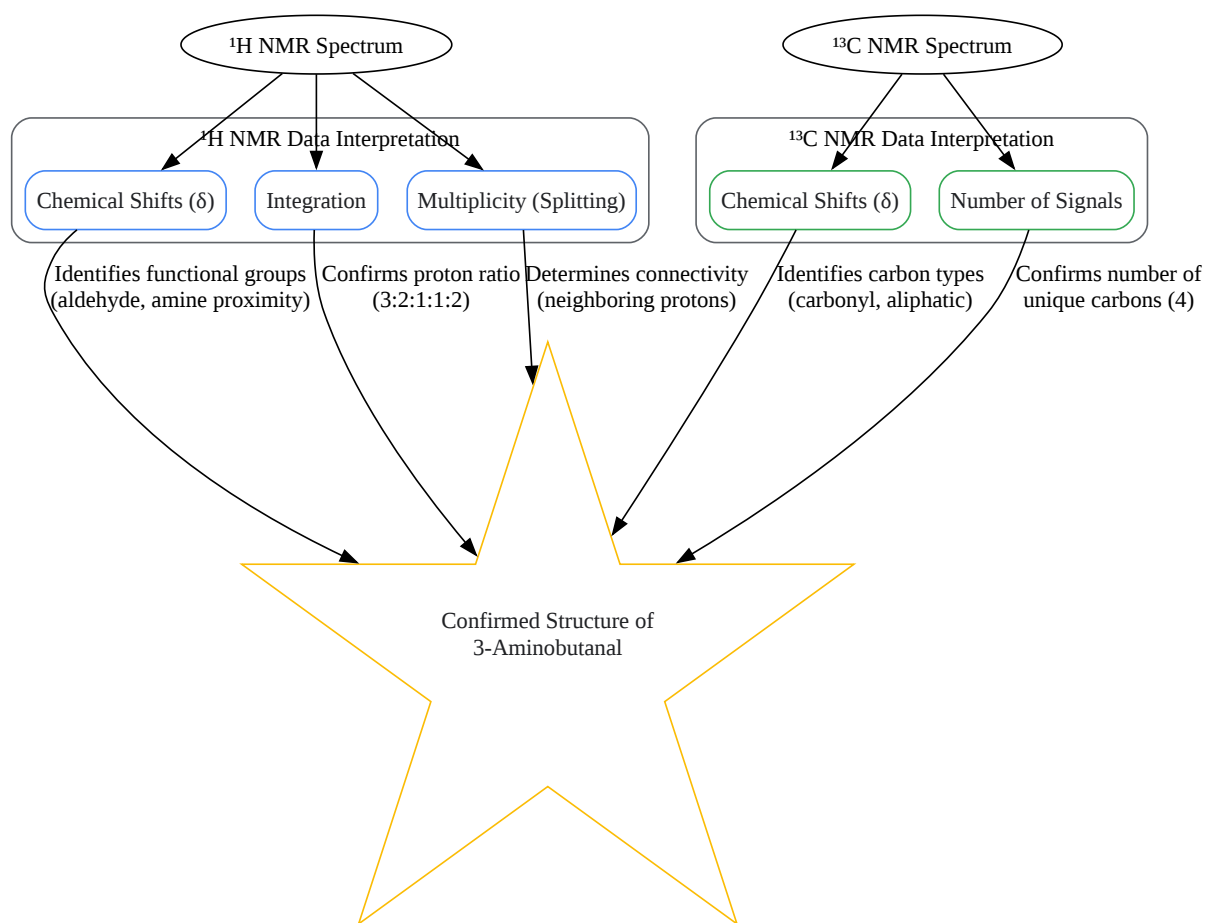 ¹H NMR Spectrum
¹³C NMR Spectrum
¹H NMR Data Interpretation
¹³C NMR Data Interpretation
Chemical Shifts (δ)
Integration
Multiplicity (Splitting)
Chemical Shifts (δ)
Number of Signals
Identifies functional groups
(aldehyde, amine proximity)
Confirms proton ratio
(3:2:1:1:2)
Determines connectivity
(neighboring protons)
Identifies carbon types
(carbonyl, aliphatic)
Confirms number of
unique carbons (4)
Confirmed Structure of
3-Aminobutanal